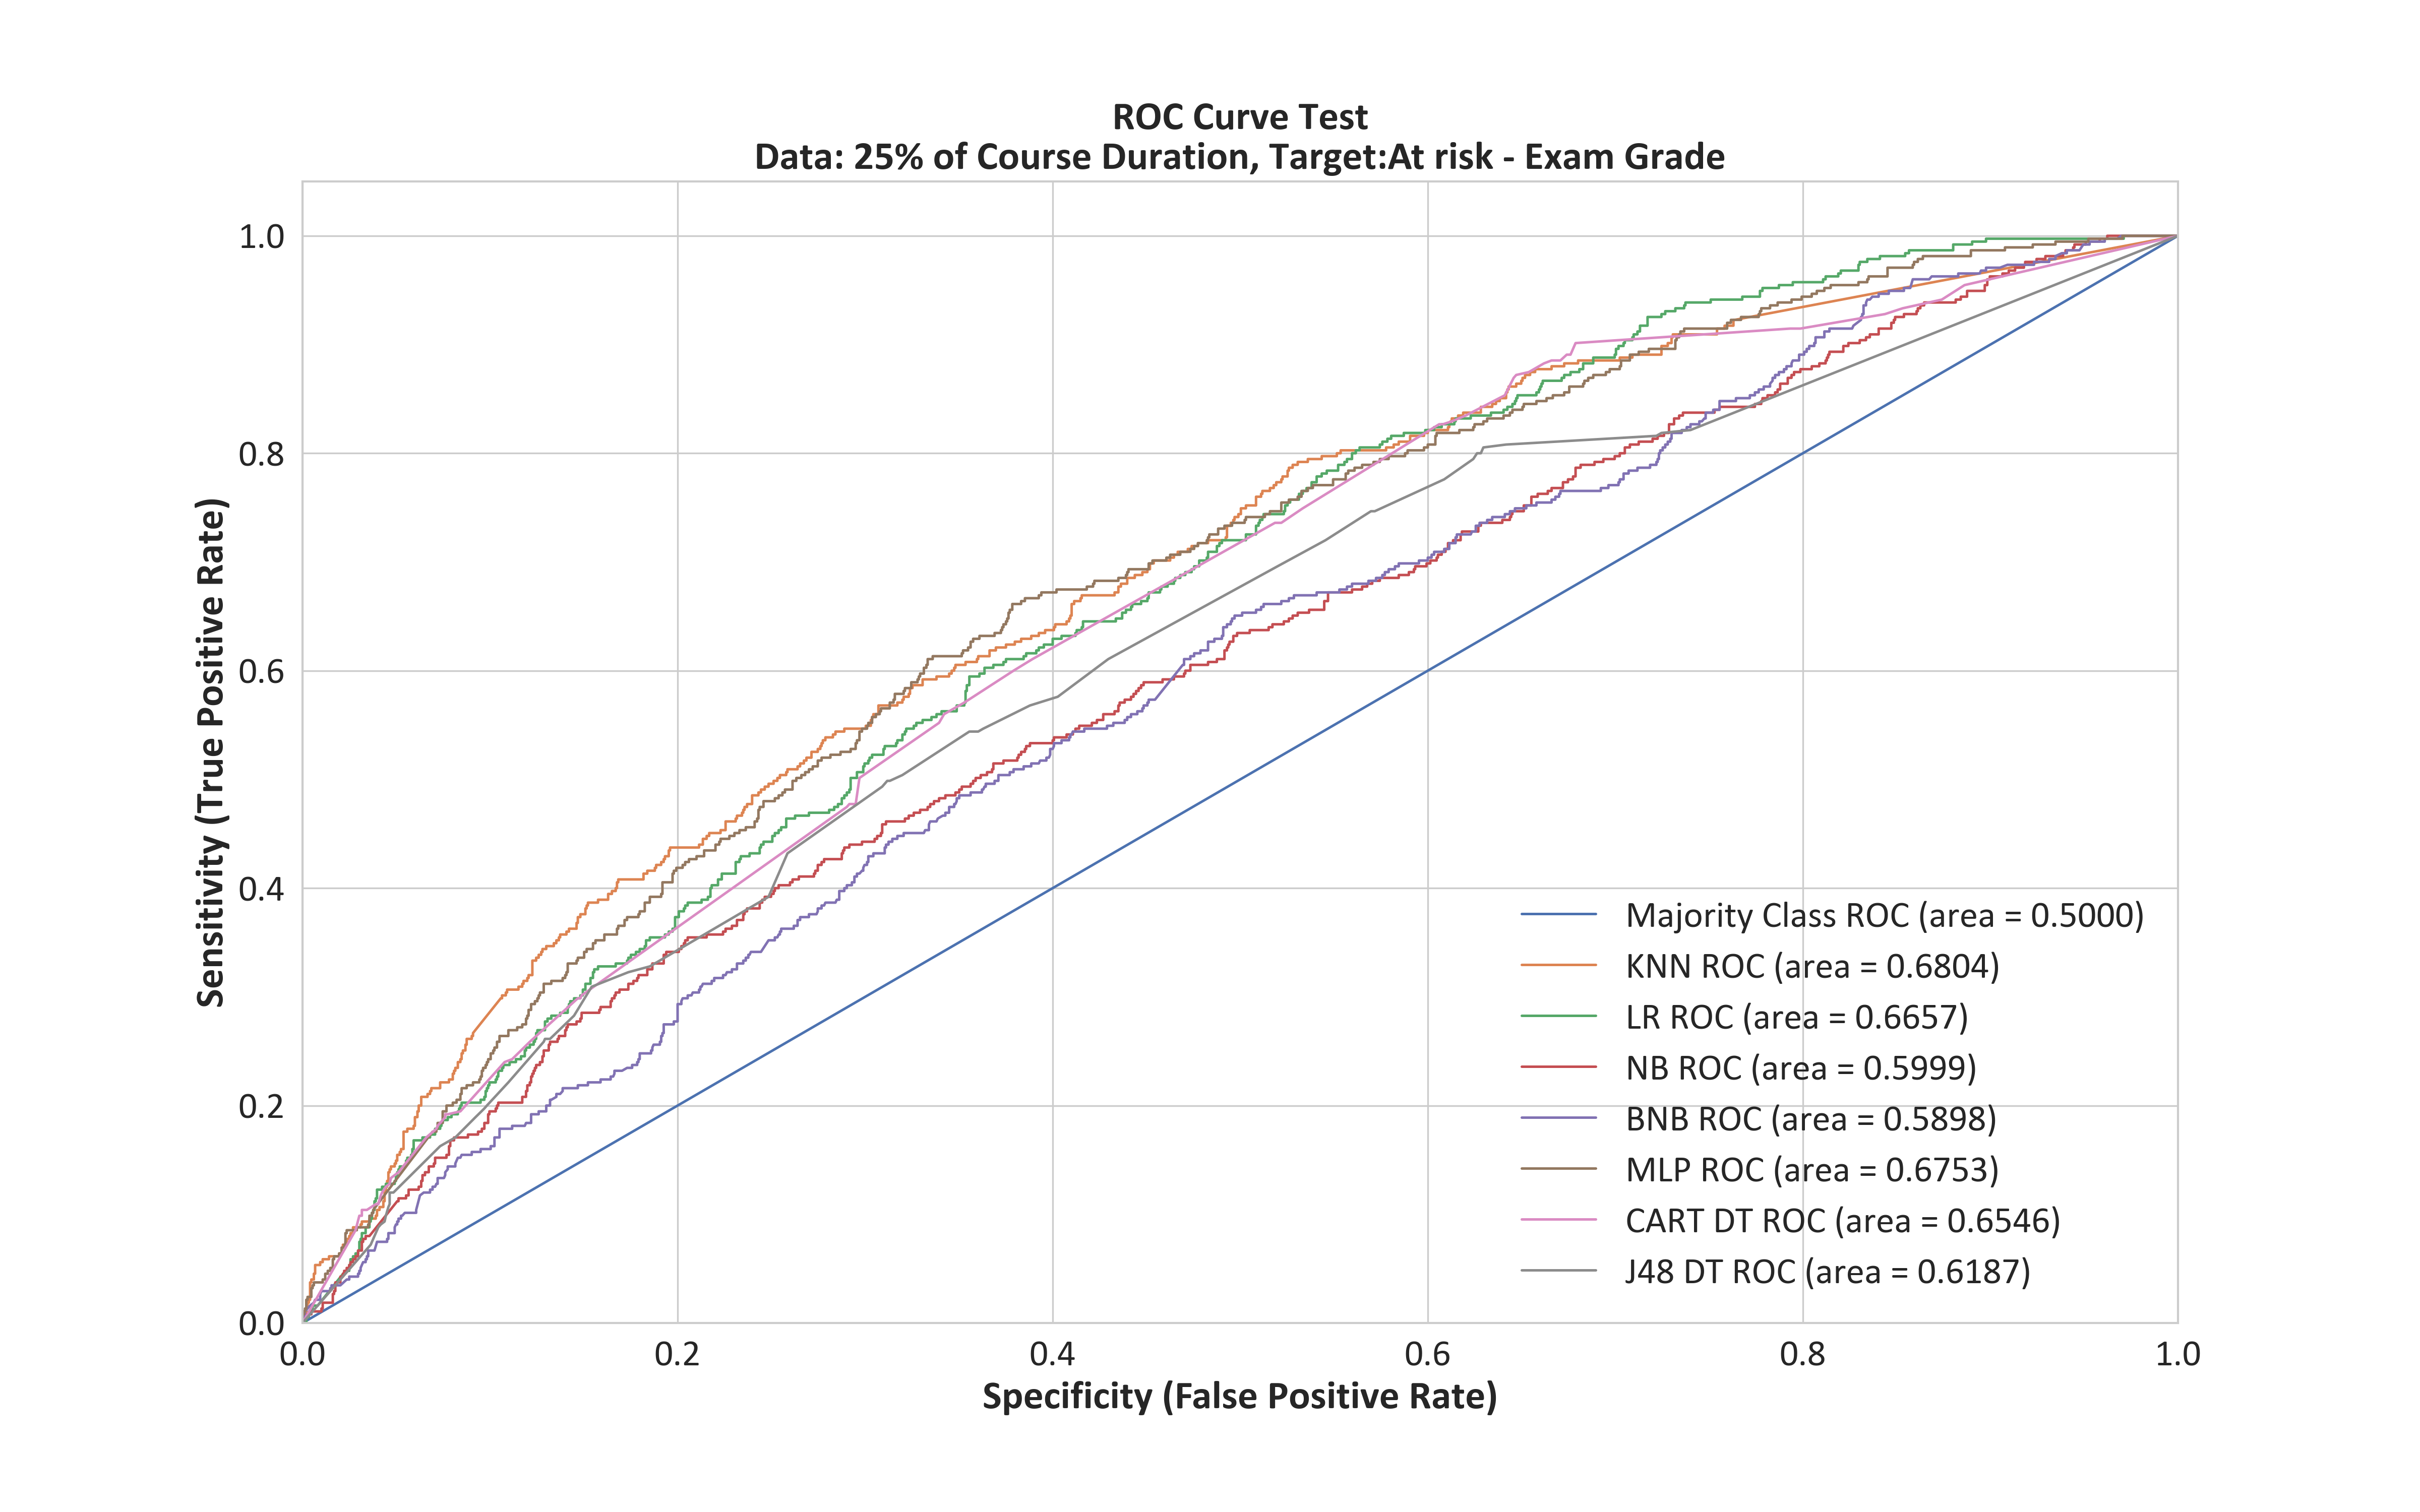 ROC Curve Test
Data: 25% of Course Duration, Target:At risk - Exam Grade
Sensitivity (True Positive Rate)
1.0
0.8
0.6
0.4
0.2
0.0
Majority Class ROC (area = 0.5000)
KNN ROC (area = 0.6804)
LR ROC (area = 0.6657)
NB ROC (area = 0.5999)
BNB ROC (area = 0.5898)
MLP ROC (area = 0.6753)
CART DT ROC (area = 0.6546)
J48 DT ROC (area = 0.6187)
0.0 0.2 0.4 0.6 0.8 1.0
Specificity (False Positive Rate)